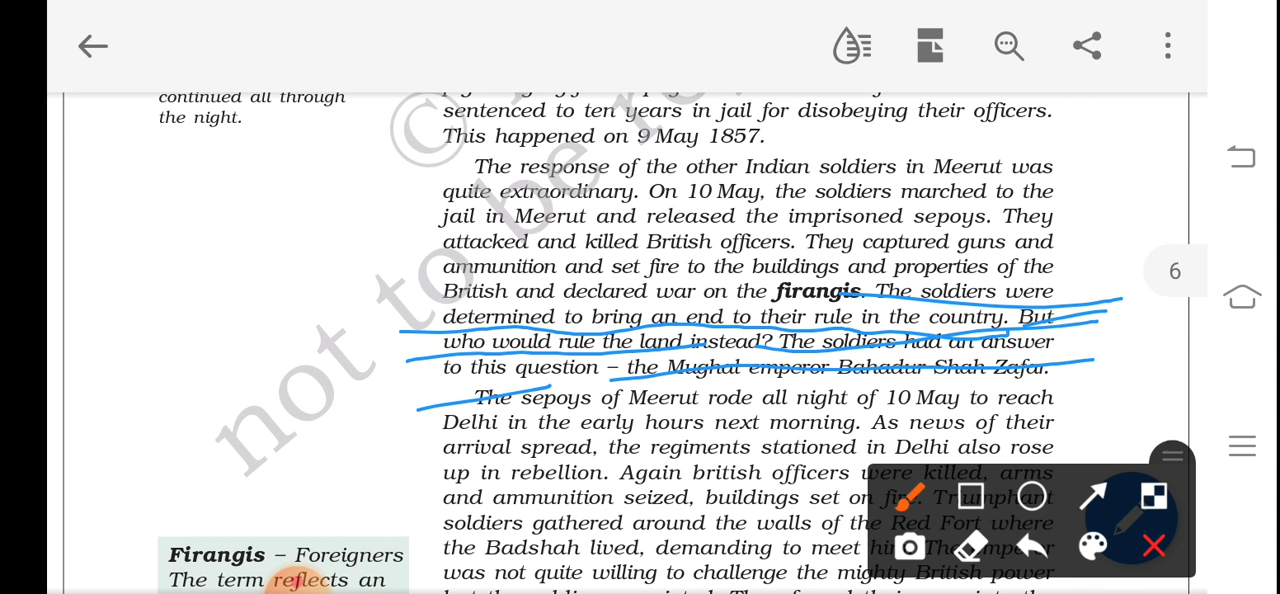 continued all through
the night.
sentenced to ten years in jail for disobeying their officers.
This happened on 9 May 1857.
The response of the other Indian soldiers in Meerut was
quite extraordinary. On 10 May, the soldiers marched to the
jail in Meerut and released the imprisoned sepoys. They
attacked and killed British officers. They captured guns and
ammunition and set fire to the buildings and properties of the
British and declared war on the firangis. The soldiers were
determined to bring an end to their rule in the country. But
who would rule the land instead? The soldiers had an answer
to this question – the Mughal emperor Bahadur Shah Zafar.
The sepoys of Meerut rode all night of 10 May to reach
Delhi in the early hours next morning. As news of their
arrival spread, the regiments stationed in Delhi also rose
up in rebellion. Again british officers were killed, arms
and ammunition seized, buildings set on fire. Triumphant
soldiers gathered around the walls of the Red Fort where
the Badshah lived, demanding to meet him. The emperor
was not quite willing to challenge the mighty British power
Firangis – Foreigners
The term reflects an
6
©
not to be